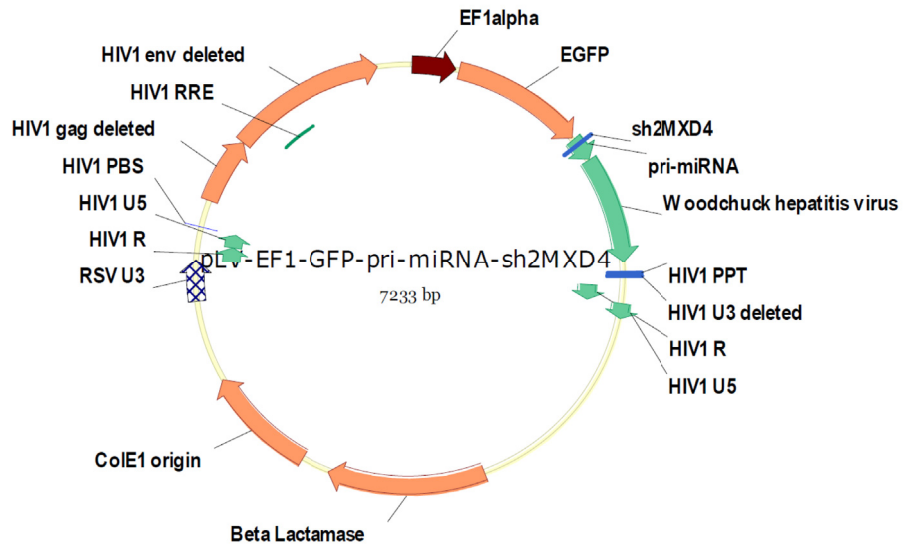 EF1alpha
HIV1 env deleted
EGFP
HIV1 RRE
HIV1 gag deleted
sh2MXD4
HIV1 PBS
pri-miRNA
HIV1 U5
Woodchuck hepatitis virus
HIV1 R
pLV-EF1-GFP-pri-miRNA-sh2MXD4
RSV U3
HIV1 PPT
7233 bp
HIV1 U3 deleted
HIV1 R
HIV1 U5
ColE1 origin
Beta Lactamase